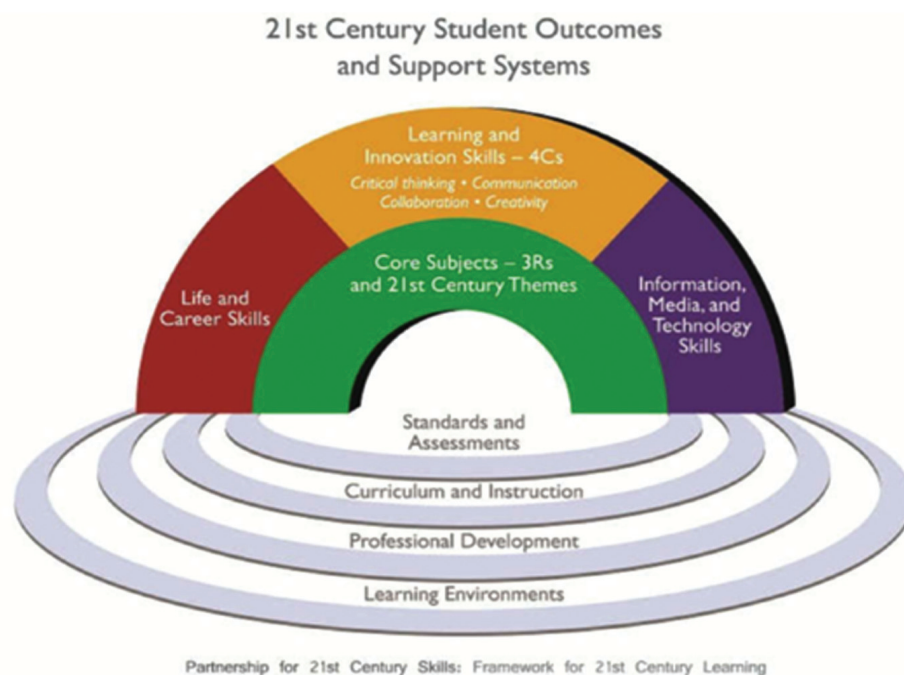 21st Century Student Outcomes
and Support Systems
Learning and
Innovation Skills – 4Cs
Critical thinking • Communication
Collaboration • Creativity
Core Subjects – 3Rs
and 21st Century Themes
Life and
Career Skills
Information,
Media, and
Technology
Skills
Standards and
Assessments
Curriculum and Instruction
Professional Development
Learning Environments
Partnership for 21st Century Skills: Framework for 21st Century Learning